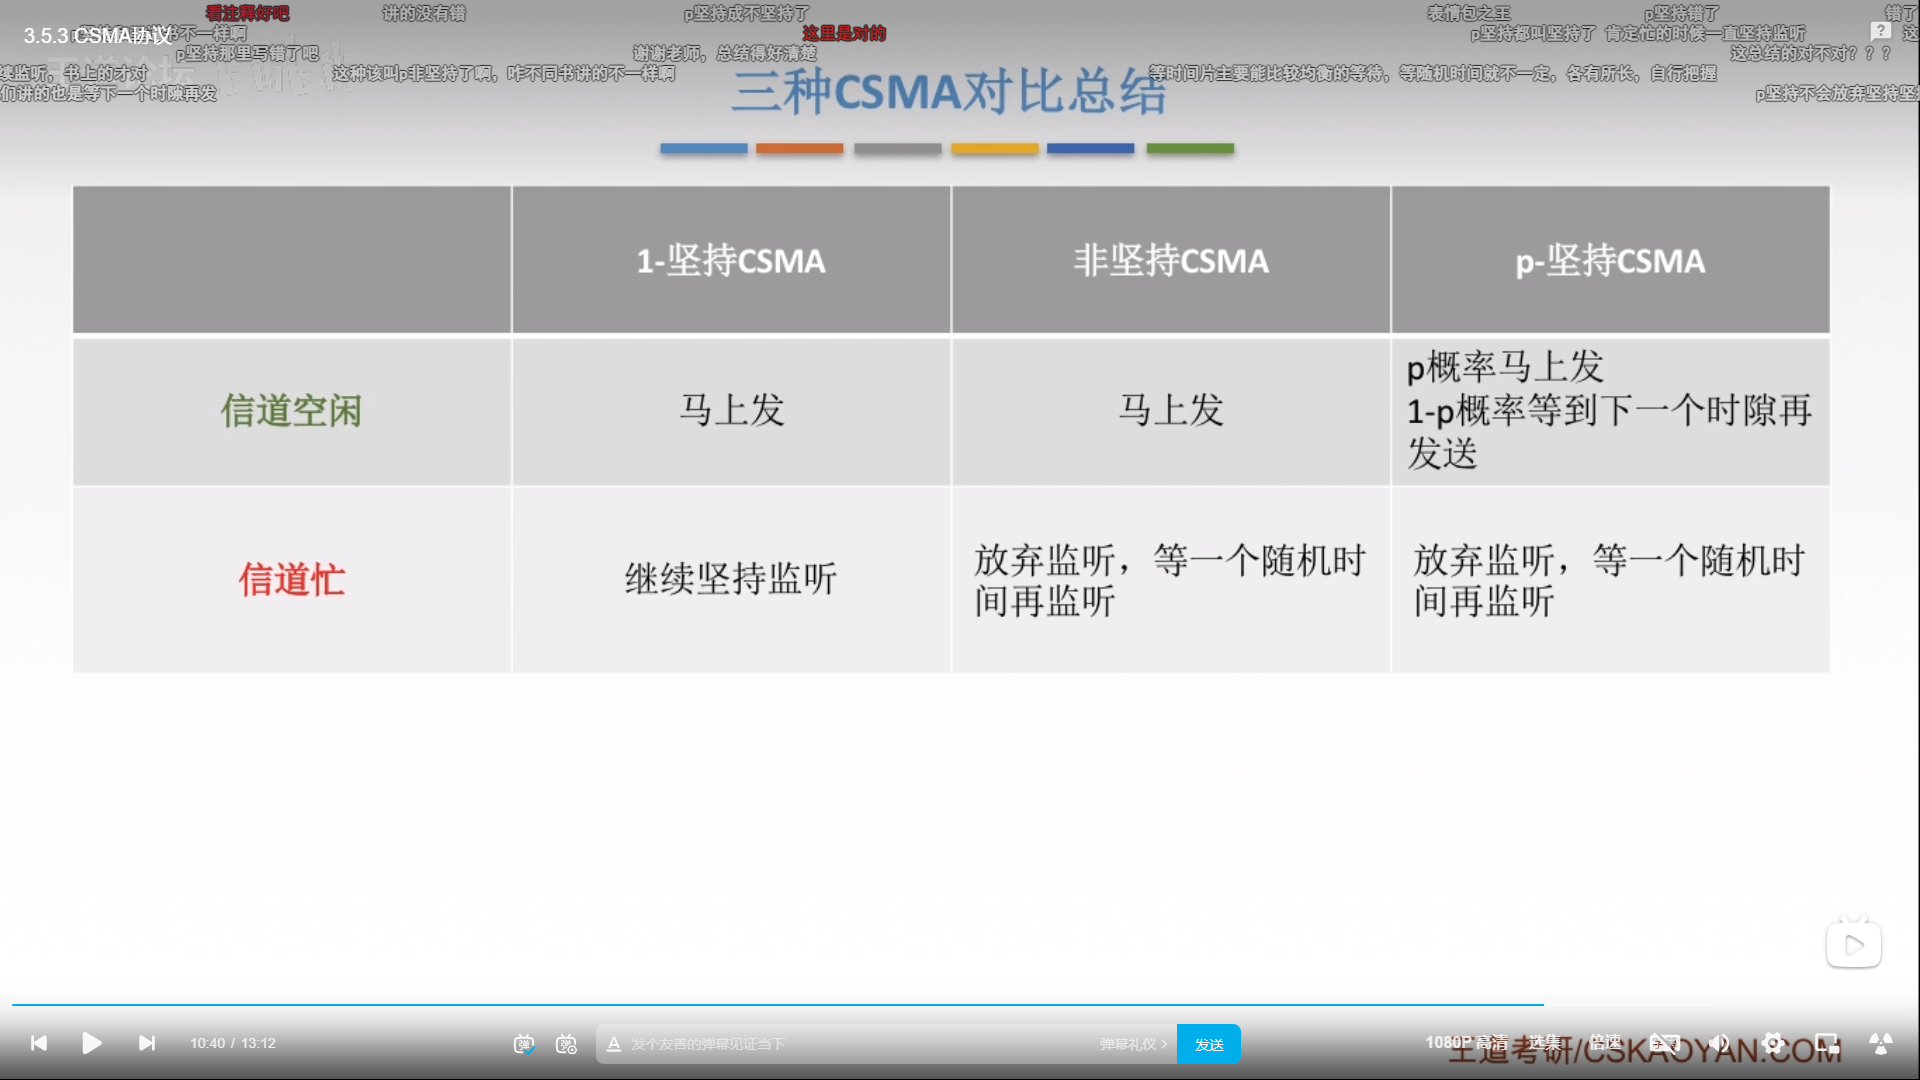 看注释好吧
讲的没有错
p坚持成不坚持了
表情包之王
p坚持错了
错了
3.5.3 CSMA协议
不一样啊
这里是对的
p坚持都叫坚持了
肯定忙的时候一直坚持监听
这
p坚持那里写错了吧
谢谢老师，总结得好清楚
这总结的对不对？？？
续监听，书上的才对
这种该叫p非坚持了啊，咋不同书讲的不一样啊
等时间片主要能比较均衡的等待，等随机时间就不一定，各有所长，自行把握
们讲的也是等下一个时隙再发
p坚持不会放弃坚持坚
三种CSMA对比总结
1-坚持CSMA
非坚持CSMA
p-坚持CSMA
信道空闲
马上发
马上发
p概率马上发
1-p概率等到下一个时隙再
发送
信道忙
继续坚持监听
放弃监听，等一个随机时
间再监听
放弃监听，等一个随机时
间再监听
10:40 / 13:12
弹
弹
A 发个友善的弹幕见证当下
弹幕礼仪 >
发送
1080P 高清
选集
倍速
王道考研/CSKAOYAN.COM